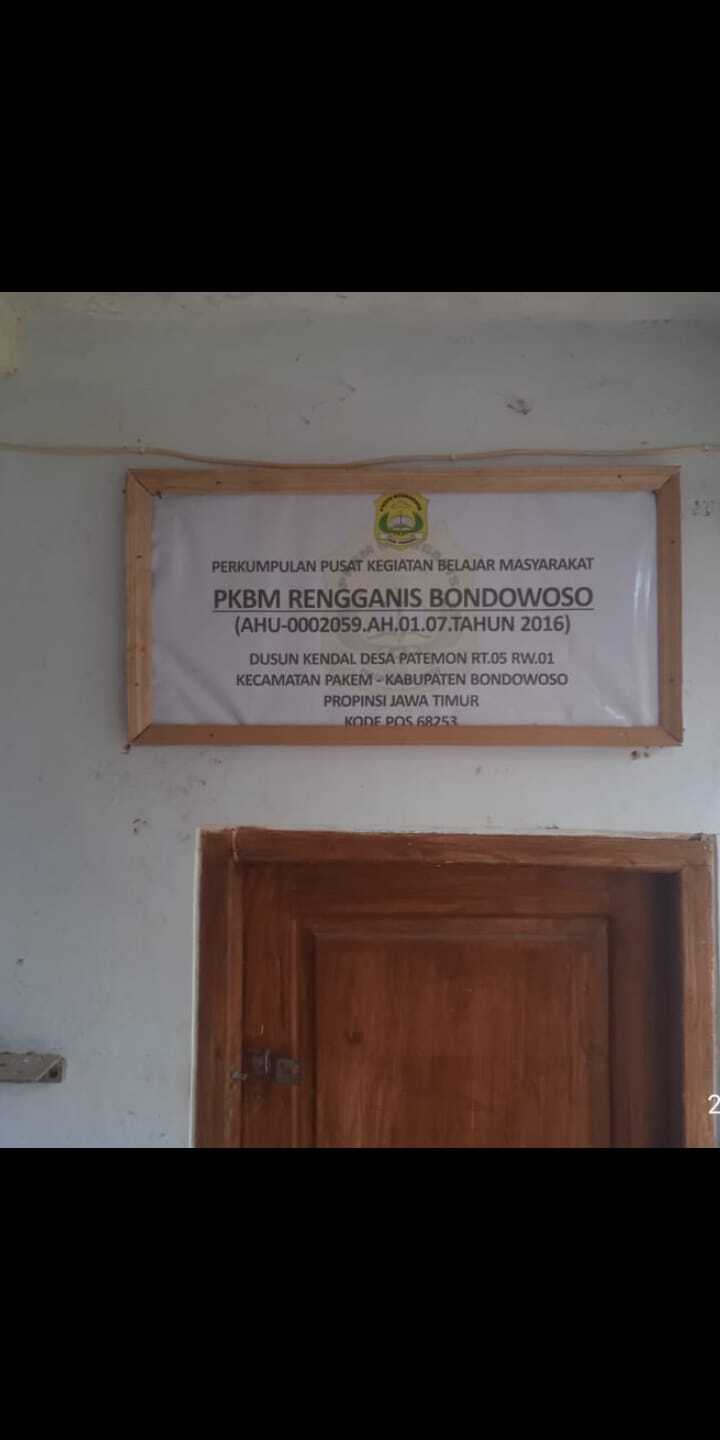 PERKUMPULAN PUSAT KEGIATAN BELAJAR MASYARAKAT
PKBM RENGGANIS BONDOWOSO
(AHU-0002059.AH.01.07.TAHUN 2016)
DUSUN KENDAL DESA PATEMON RT.05 RW.01
KECAMATAN PAKEM - KABUPATEN BONDOWOSO
PROPINSI JAWA TIMUR
KODE POS 68253
2